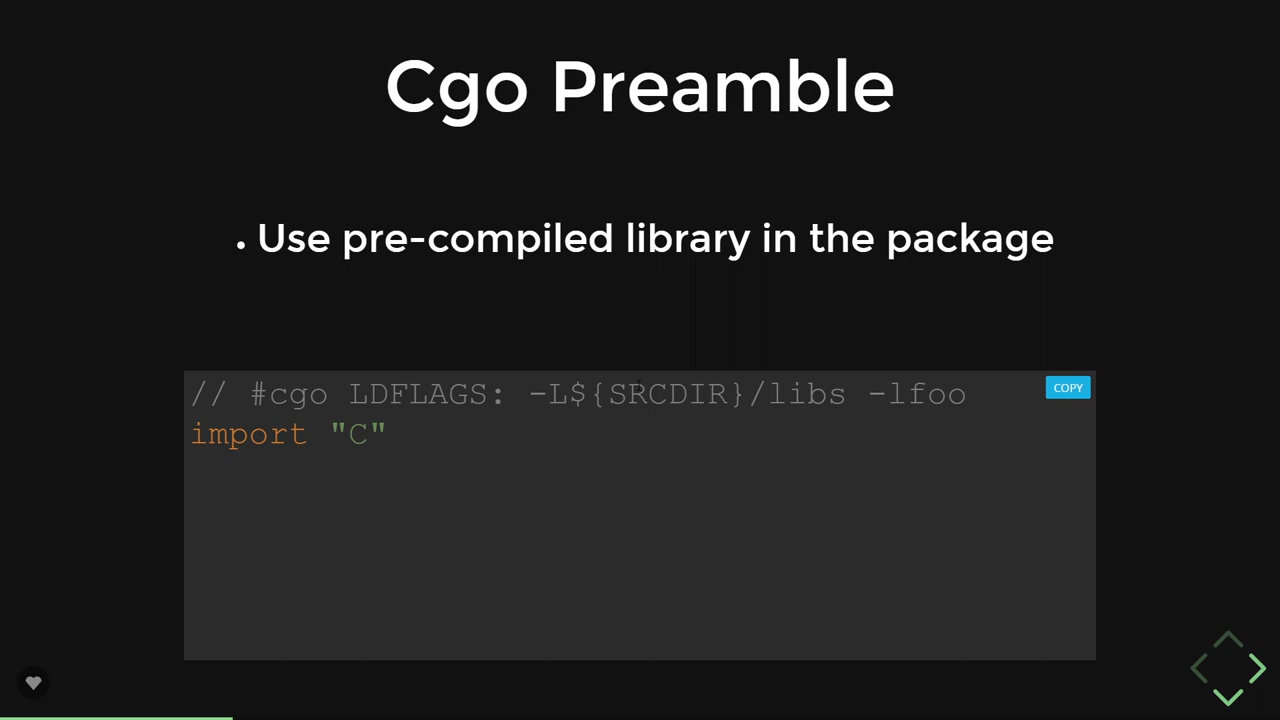 Cgo Preamble
• Use pre-compiled library in the package
// #cgo LDFLAGS: -L${SRCDIR}/libs -lfoo
COPY
import "C"